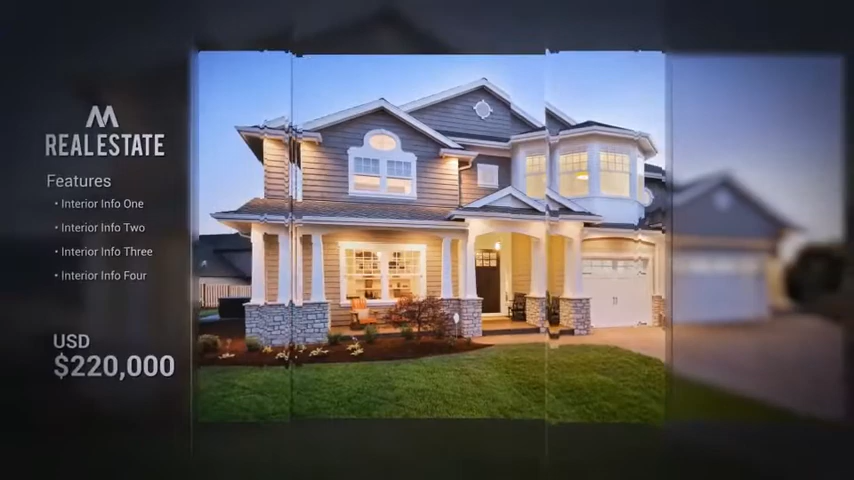 REAL ESTATE
Features
• Interior Info One
• Interior Info Two
• Interior Info Three
• Interior Info Four
USD
$220,000